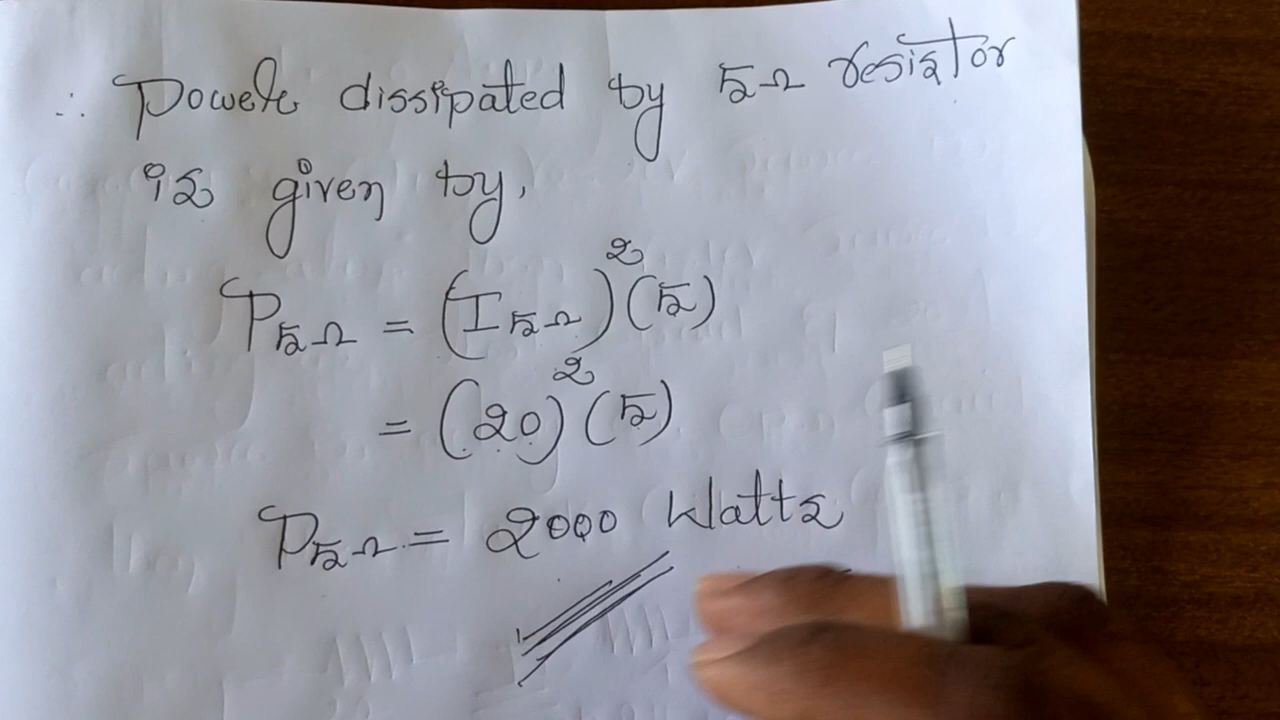 ∴ Power dissipated by 5Ω resistor
is given by,
P5Ω = (I5Ω)²(5)
= (20)²(5)
P5Ω = 2000 Watts